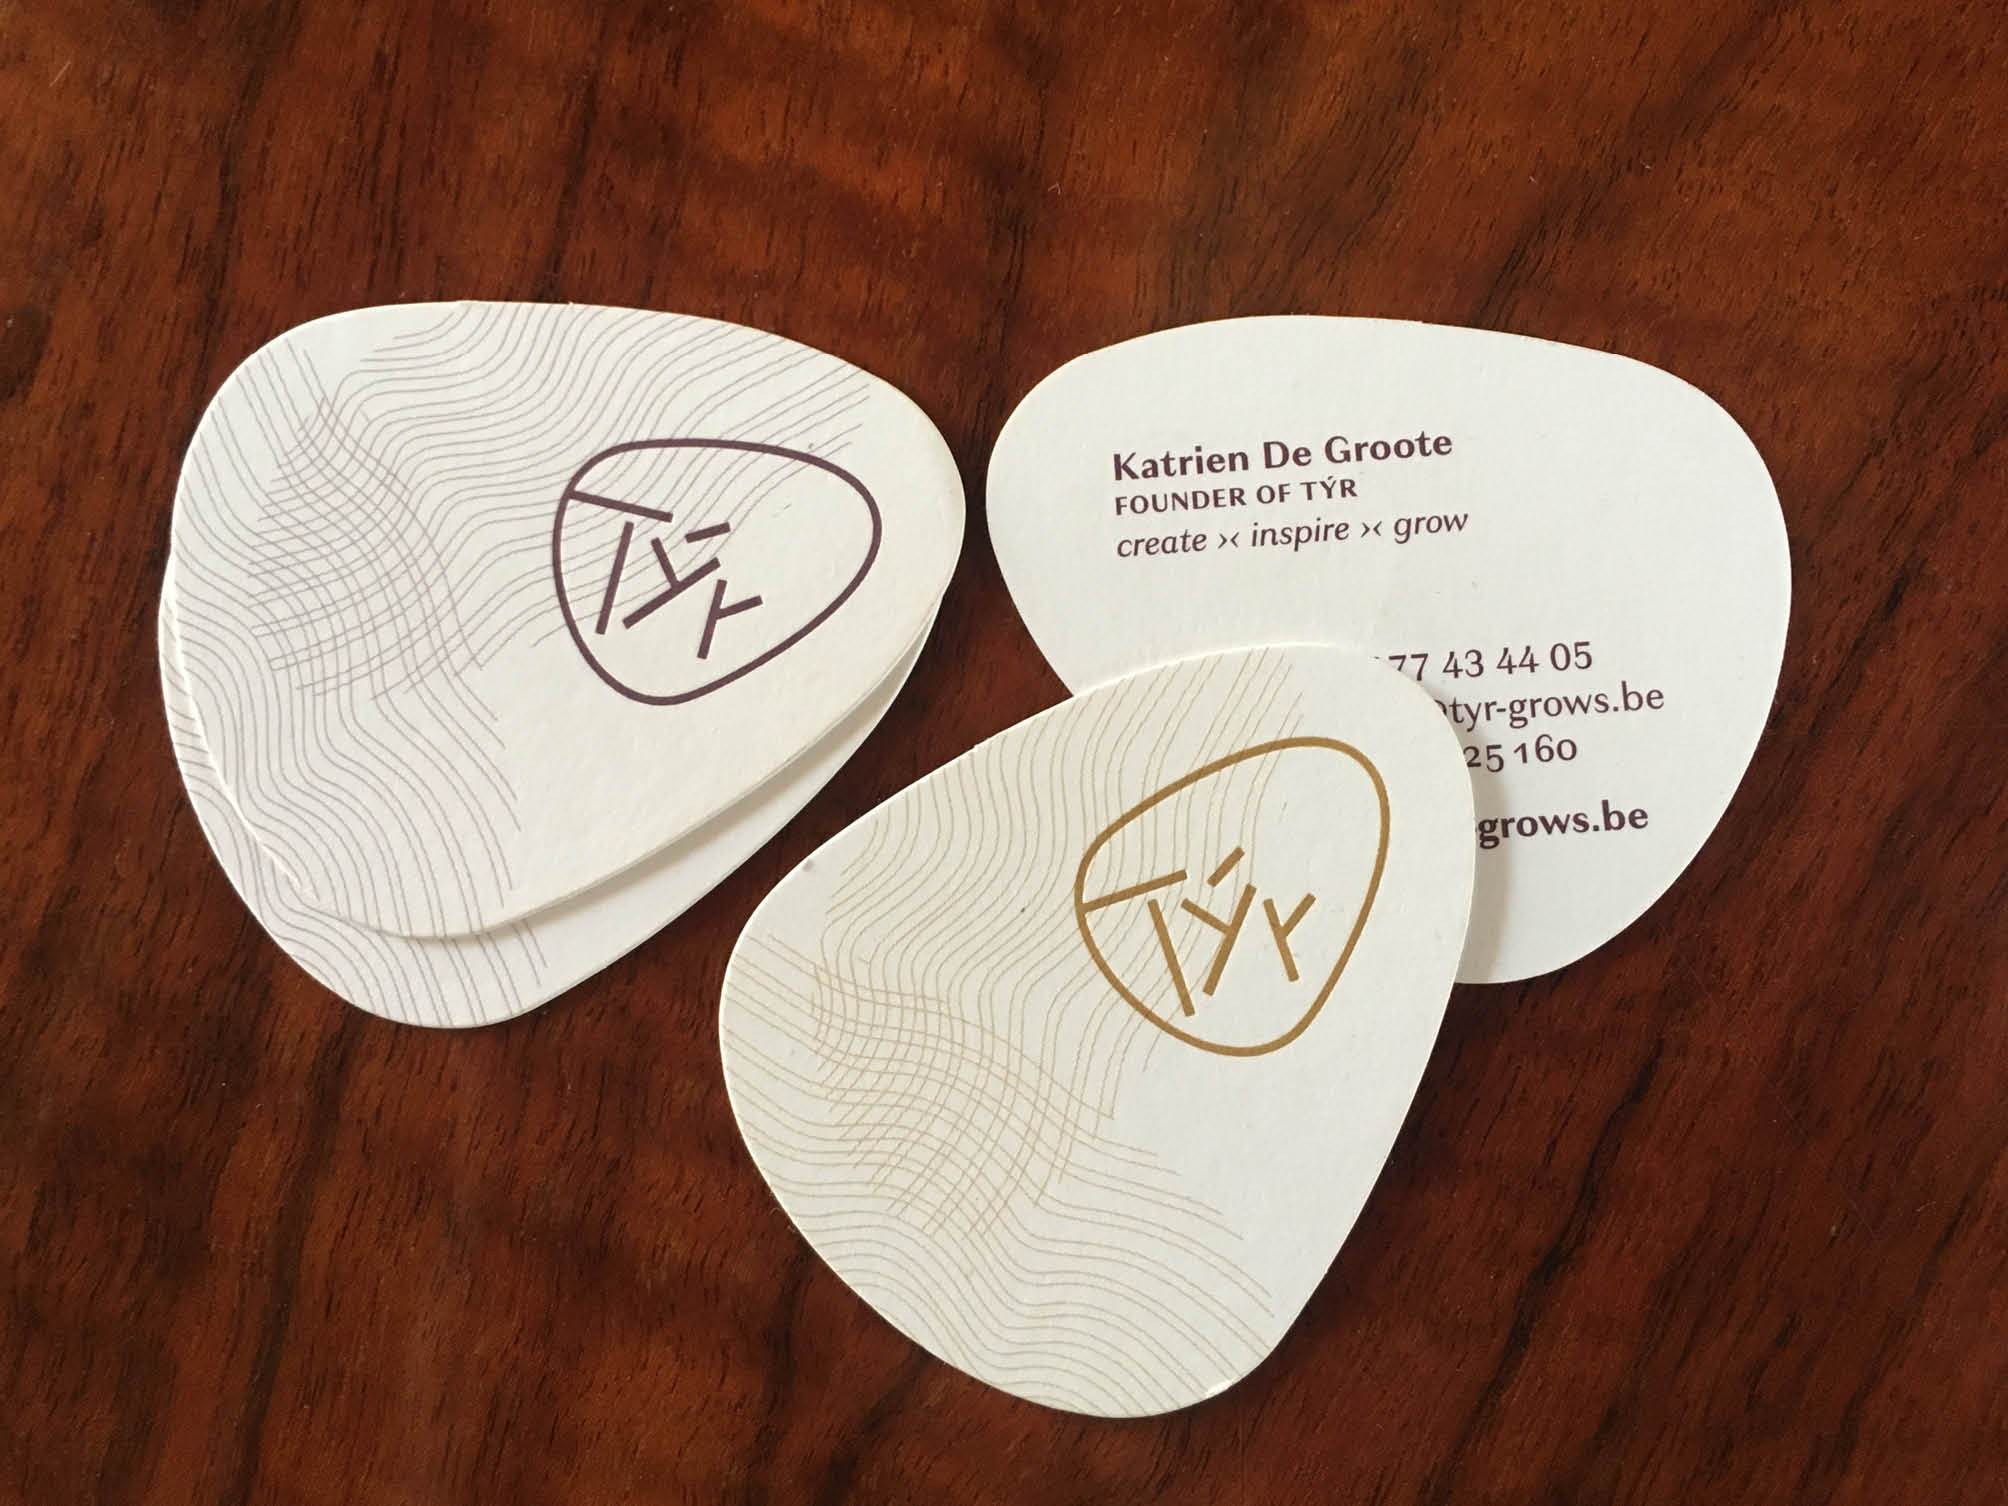 Týr
Katrien De Groote
FOUNDER OF TÝR
create ›‹ inspire ›‹ grow
77 43 44 05
@tyr-grows.be
25 160
grows.be
Týr